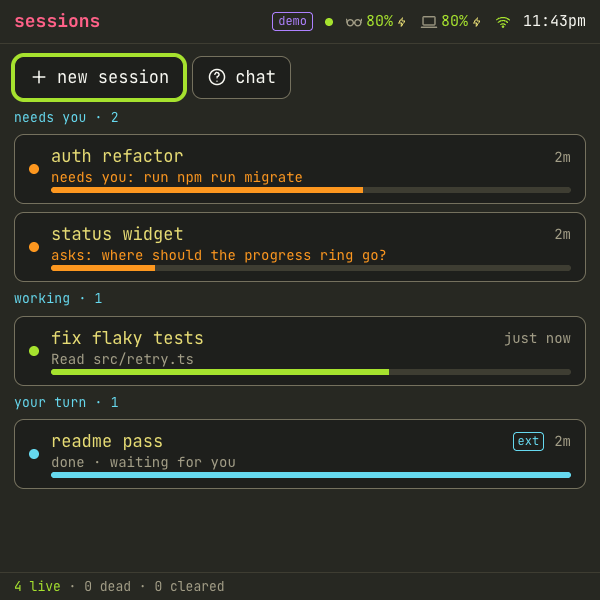 sessions demo 80% 80% 11:43pm
+ new session chat
needs you · 2
auth refactor 2m
needs you: run npm run migrate
status widget 2m
asks: where should the progress ring go?
working · 1
fix flaky tests just now
Read src/retry.ts
your turn · 1
readme pass ext 2m
done · waiting for you
4 live · 0 dead · 0 cleared